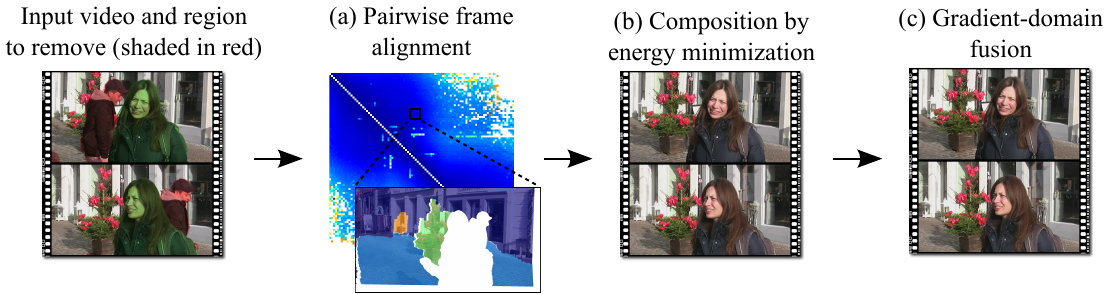 Input video and region
to remove (shaded in red)
(a) Pairwise frame
alignment
(b) Composition by
energy minimization
(c) Gradient-domain
fusion